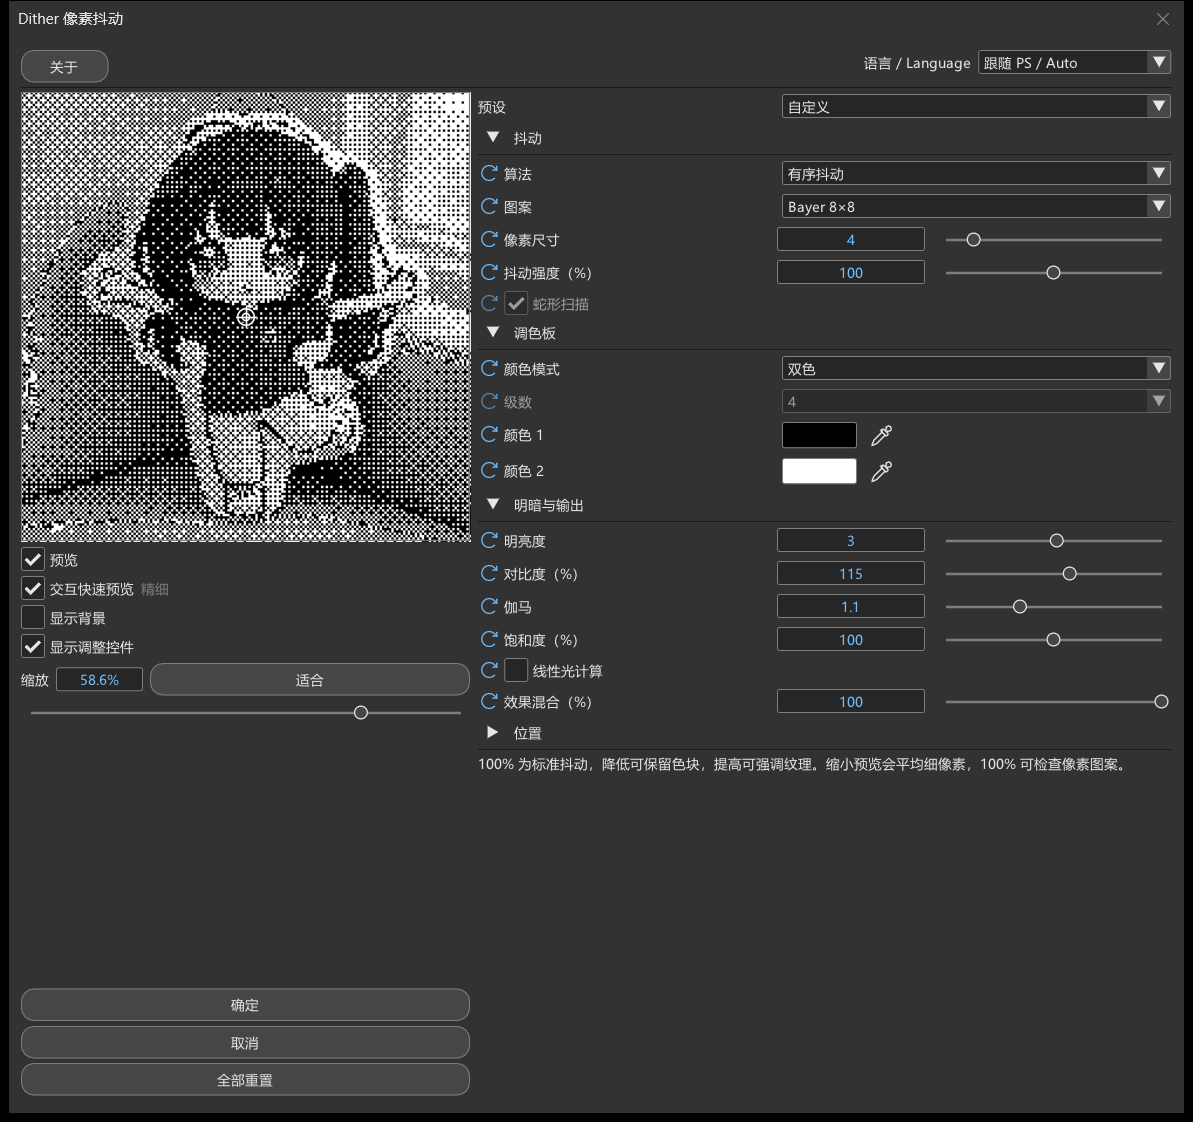 Dither 像素抖动
关于
语言 / Language 跟随 PS / Auto
预设 自定义
抖动
算法 有序抖动
图案 Bayer 8×8
像素尺寸 4
抖动强度（%） 100
蛇形扫描
调色板
颜色模式 双色
级数 4
颜色 1
颜色 2
明暗与输出
明亮度 3
对比度（%） 115
伽马 1.1
饱和度（%） 100
线性光计算
效果混合（%） 100
位置
100% 为标准抖动，降低可保留色块，提高可强调纹理。缩小预览会平均细像素，100% 可检查像素图案。
预览
交互快速预览 精细
显示背景
显示调整控件
缩放 58.6% 适合
确定
取消
全部重置